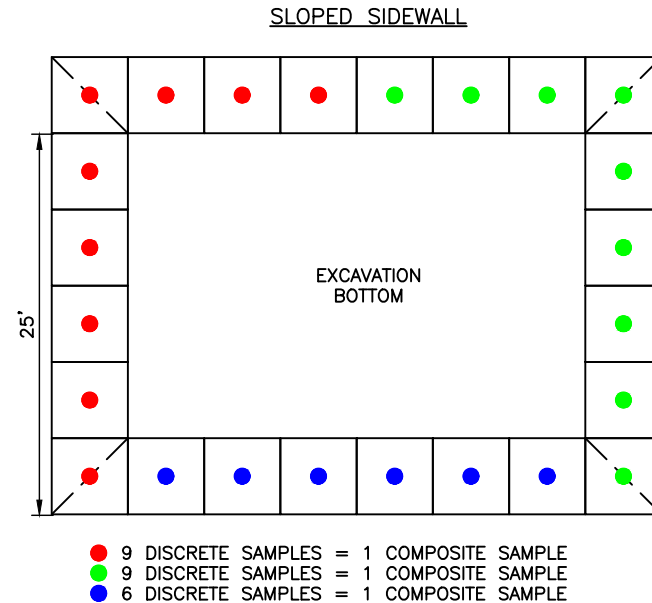 SLOPED SIDEWALL
25'
EXCAVATION
BOTTOM
9 DISCRETE SAMPLES = 1 COMPOSITE SAMPLE
9 DISCRETE SAMPLES = 1 COMPOSITE SAMPLE
6 DISCRETE SAMPLES = 1 COMPOSITE SAMPLE